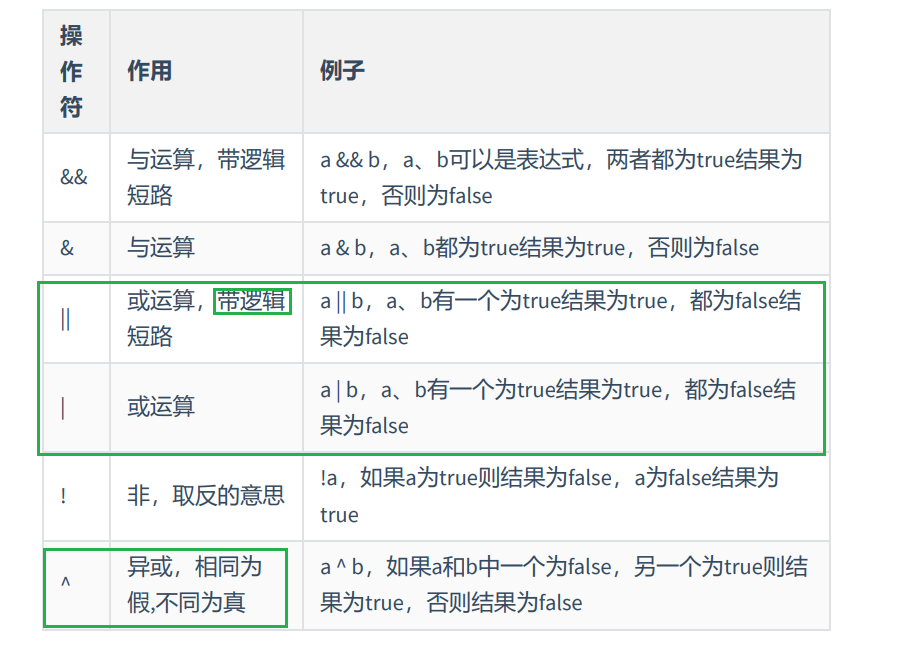 操
作
符
作用
例子
&&
与运算，带逻辑
短路
a && b，a、b可以是表达式，两者都为true结果为
true，否则为false
&
与运算
a & b，a、b都为true结果为true，否则为false
||
或运算，带逻辑
短路
a || b，a、b有一个为true结果为true，都为false结
果为false
|
或运算
a | b，a、b有一个为true结果为true，都为false结
果为false
!
非，取反的意思
!a，如果a为true则结果为false，a为false结果为
true
^
异或，相同为
假,不同为真
a ^ b，如果a和b中一个为false，另一个为true则结
果为true，否则结果为false